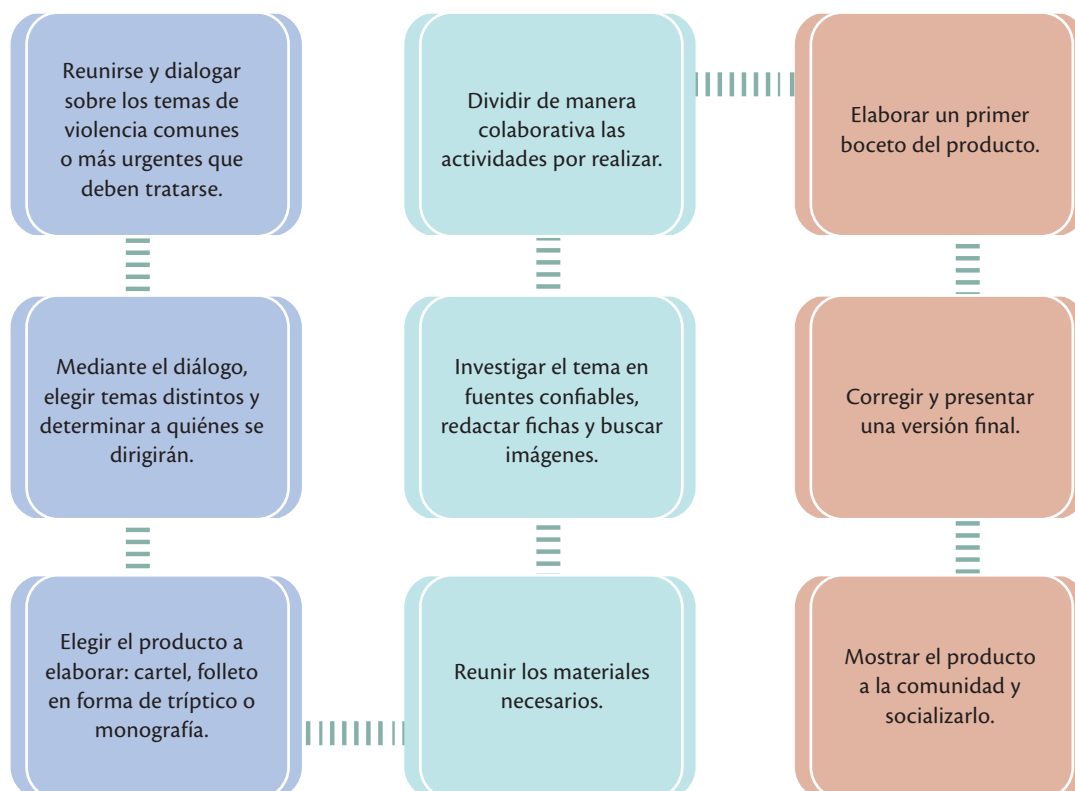 Reunirse y dialogar
sobre los temas de
violencia comunes
o más urgentes que
deben tratarse.
Mediante el diálogo,
elegir temas distintos y
determinar a quiénes se
dirigirán.
Elegir el producto a
elaborar: cartel, folleto
en forma de tríptico o
monografía.
Reunir los materiales
necesarios.
Investigar el tema en
fuentes confiables,
redactar fichas y buscar
imágenes.
Dividir de manera
colaborativa las
actividades por realizar.
Elaborar un primer
boceto del producto.
Corregir y presentar
una versión final.
Mostrar el producto
a la comunidad y
socializarlo.